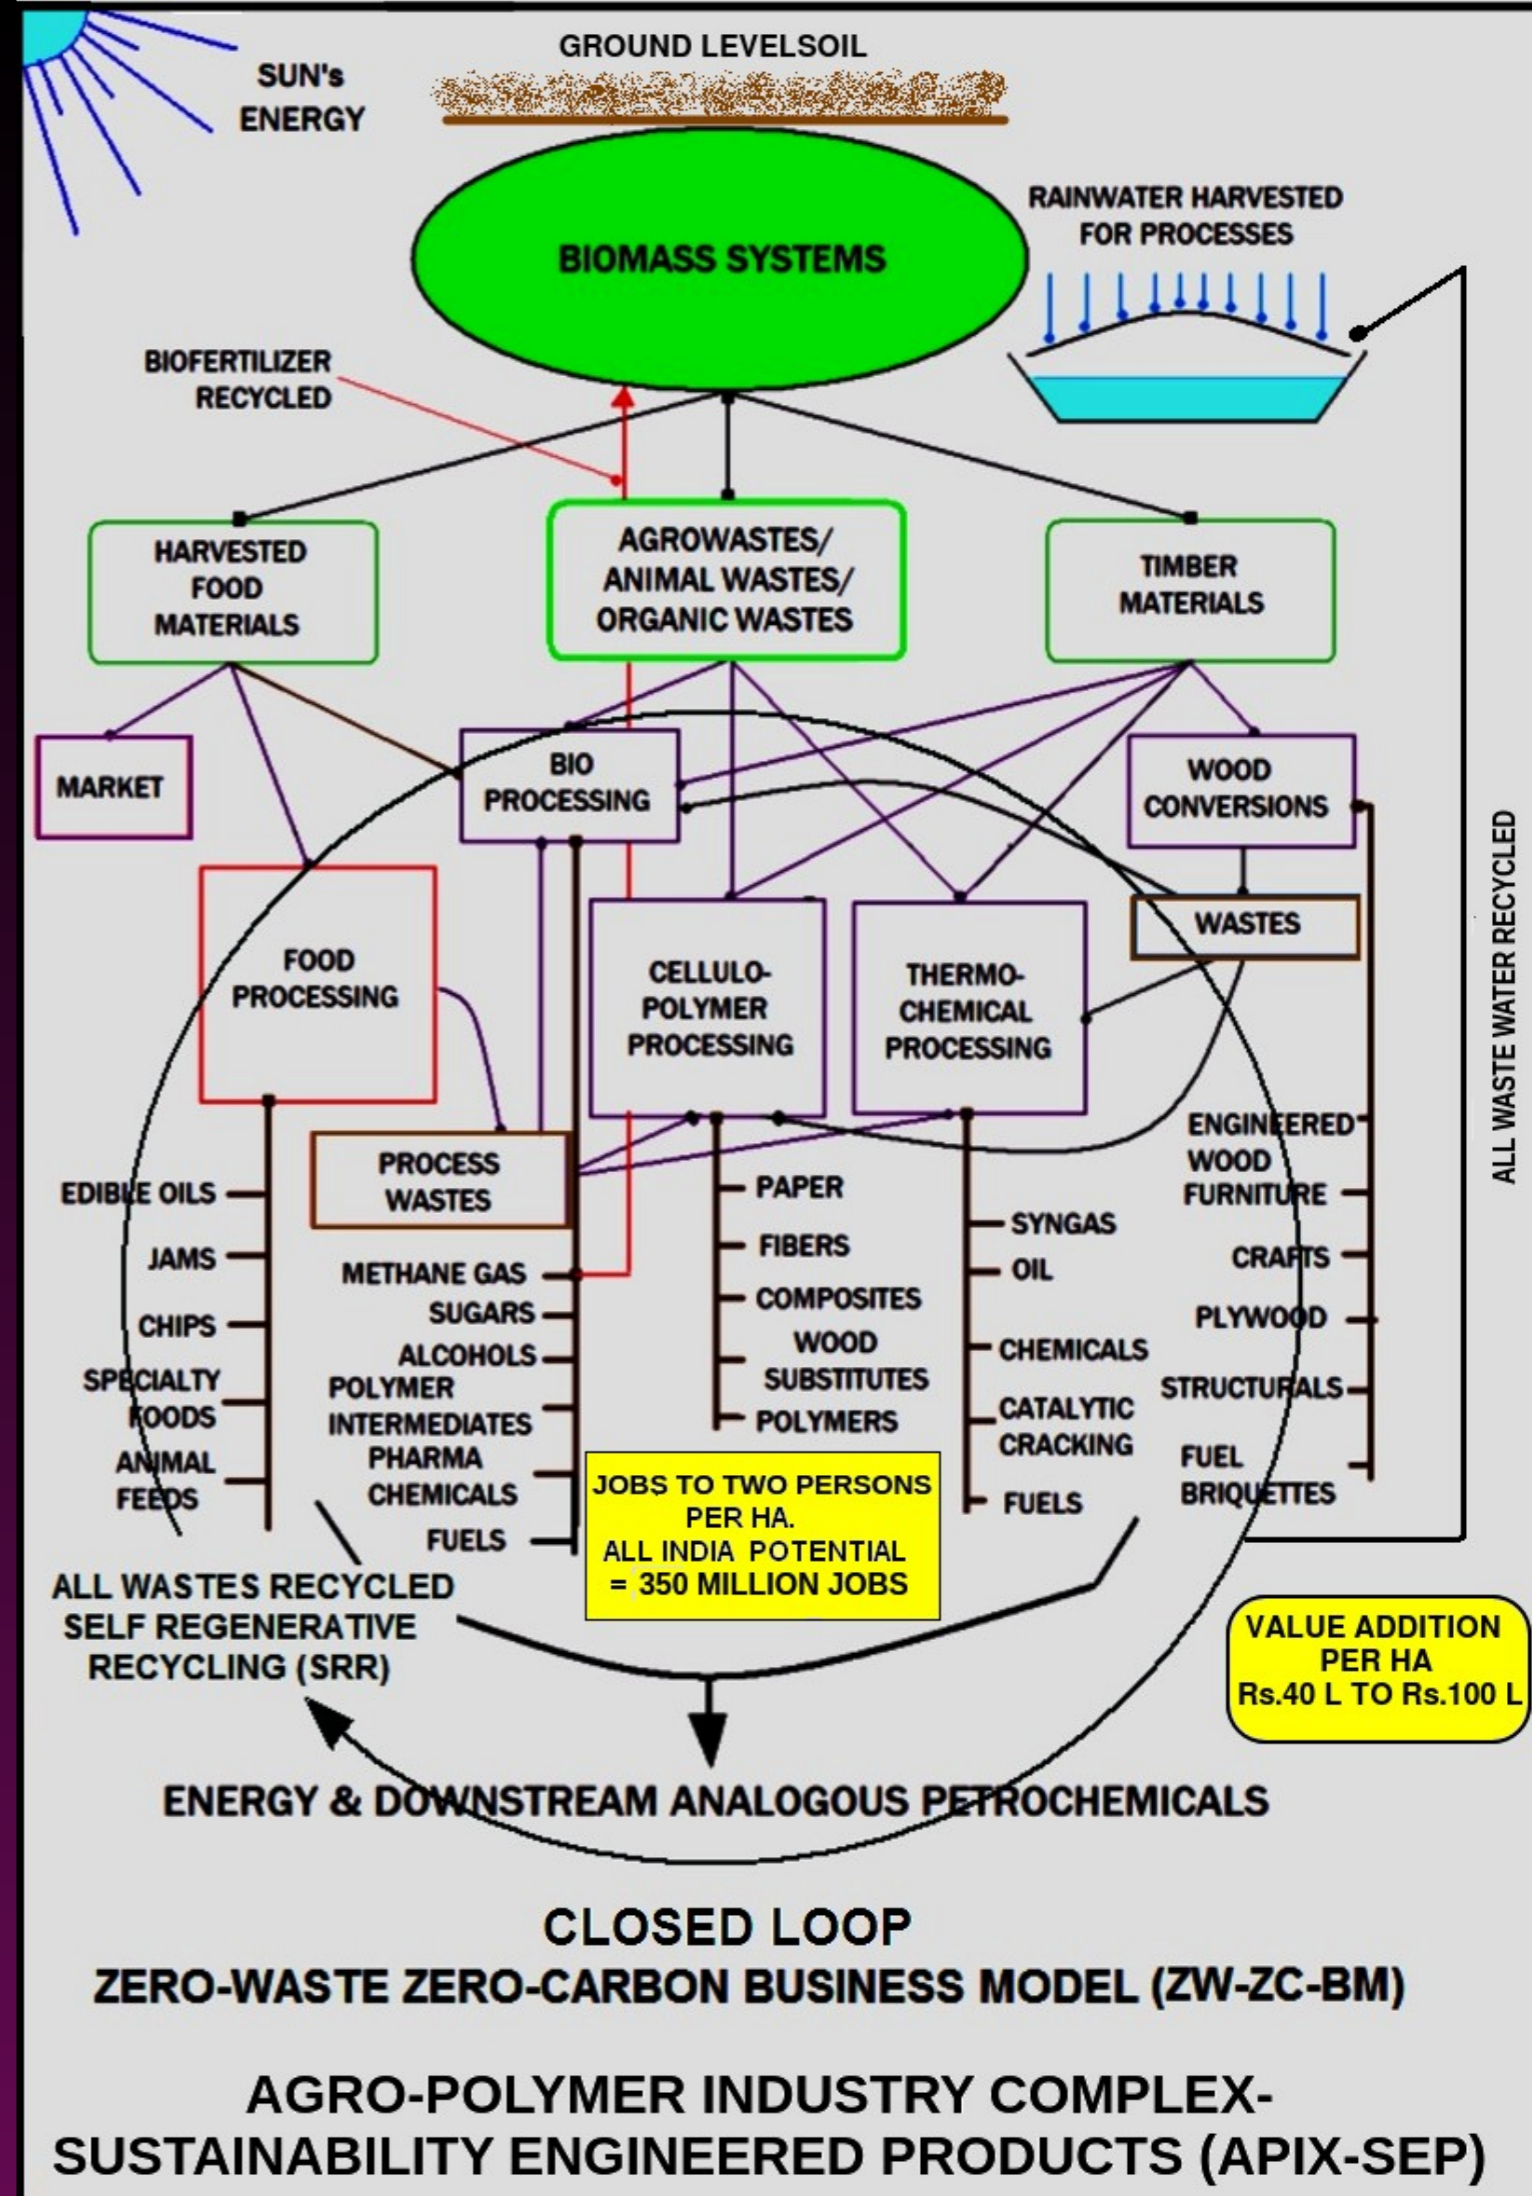 GROUND LEVELSOIL
SUN's
ENERGY
RAINWATER HARVESTED
FOR PROCESSES
BIOMASS SYSTEMS
BIOFERTILIZER
RECYCLED
HARVESTED
FOOD
MATERIALS
AGROWASTES/
ANIMAL WASTES/
ORGANIC WASTES
TIMBER
MATERIALS
MARKET
BIO
PROCESSING
WOOD
CONVERSIONS
WASTES
FOOD
PROCESSING
CELLULO-
POLYMER
PROCESSING
THERMO-
CHEMICAL
PROCESSING
ALL WASTE WATER RECYCLED
PROCESS
WASTES
EDIBLE OILS
JAMS
CHIPS
SPECIALTY
FOODS
ANIMAL
FEEDS
METHANE GAS
SUGARS
ALCOHOLS
POLYMER
INTERMEDIATES
PHARMA
CHEMICALS
FUELS
PAPER
FIBERS
COMPOSITES
WOOD
SUBSTITUTES
POLYMERS
SYNGAS
OIL
CHEMICALS
CATALYTIC
CRACKING
FUELS
ENGINEERED
WOOD
FURNITURE
CRAFTS
PLYWOOD
STRUCTURALS
FUEL
BRIQUETTES
JOBS TO TWO PERSONS
PER HA.
ALL INDIA POTENTIAL
= 350 MILLION JOBS
ALL WASTES RECYCLED
SELF REGENERATIVE
RECYCLING (SRR)
VALUE ADDITION
PER HA
Rs.40 L TO Rs.100 L
ENERGY & DOWNSTREAM ANALOGOUS PETROCHEMICALS
CLOSED LOOP
ZERO-WASTE ZERO-CARBON BUSINESS MODEL (ZW-ZC-BM)
AGRO-POLYMER INDUSTRY COMPLEX-
SUSTAINABILITY ENGINEERED PRODUCTS (APIX-SEP)